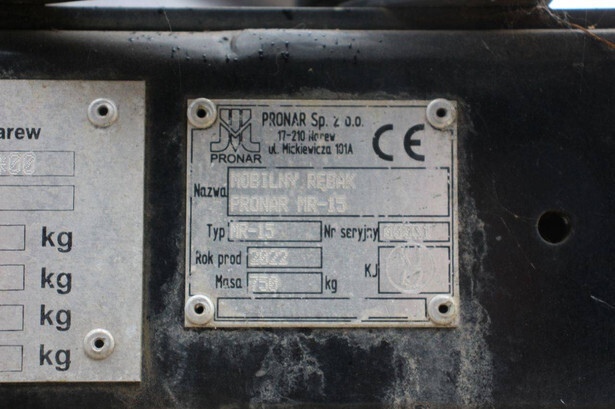 arew
00
kg
kg
kg
kg
PRONAR Sp. z o.o.
17-210 Narew
ul. Mickiewicza 101A
PRONAR
CE
Nazwa MOBILNY RĘBAK
PRONAR MR-15
Typ MR-15 Nr seryjny
Rok prod 2022
KJ
Masa 750 kg